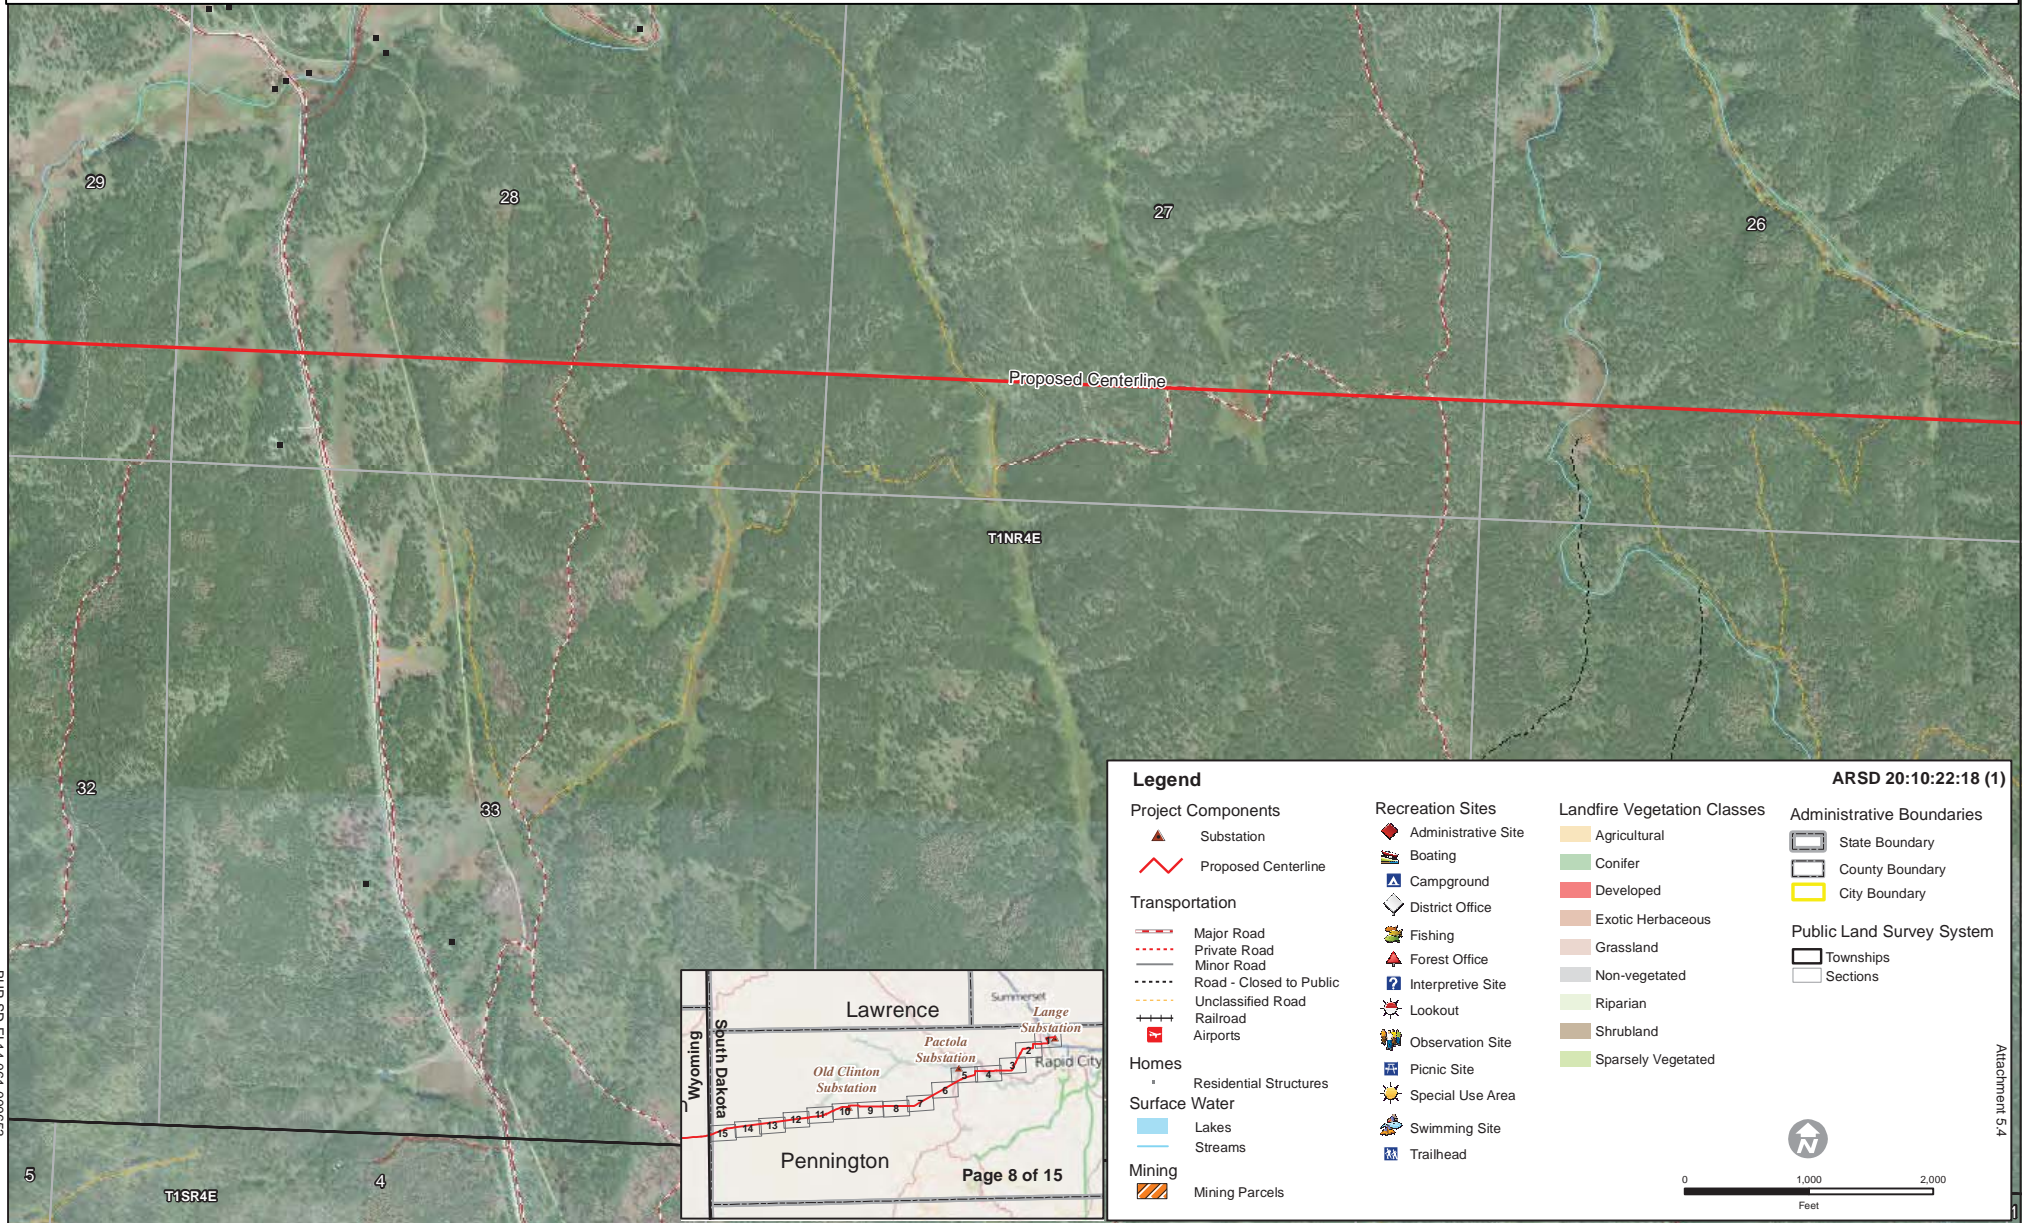 29
28
27
26
Proposed Centerline
T1NR4E
32
33
5
4
T1SR4E
Attachment 5.4
Legend
ARSD 20:10:22:18 (1)
Project Components
Substation
Proposed Centerline
Transportation
Major Road
Private Road
Minor Road
Road - Closed to Public
Unclassified Road
Railroad
Airports
Homes
Residential Structures
Surface Water
Lakes
Streams
Mining
Mining Parcels
Recreation Sites
Administrative Site
Boating
Campground
District Office
Fishing
Forest Office
Interpretive Site
Lookout
Observation Site
Picnic Site
Special Use Area
Swimming Site
Trailhead
Landfire Vegetation Classes
Agricultural
Conifer
Developed
Exotic Herbaceous
Grassland
Non-vegetated
Riparian
Shrubland
Sparsely Vegetated
Administrative Boundaries
State Boundary
County Boundary
City Boundary
Public Land Survey System
Townships
Sections
N
0 1,000 2,000
Feet
Wyoming
South Dakota
Lawrence
Summerset
Lange
Substation
Pactola
Substation
Rapid City
Old Clinton
Substation
15 14 13 12 11 10 9 8 7 6 5 4 3 2 1
Pennington
Page 8 of 15